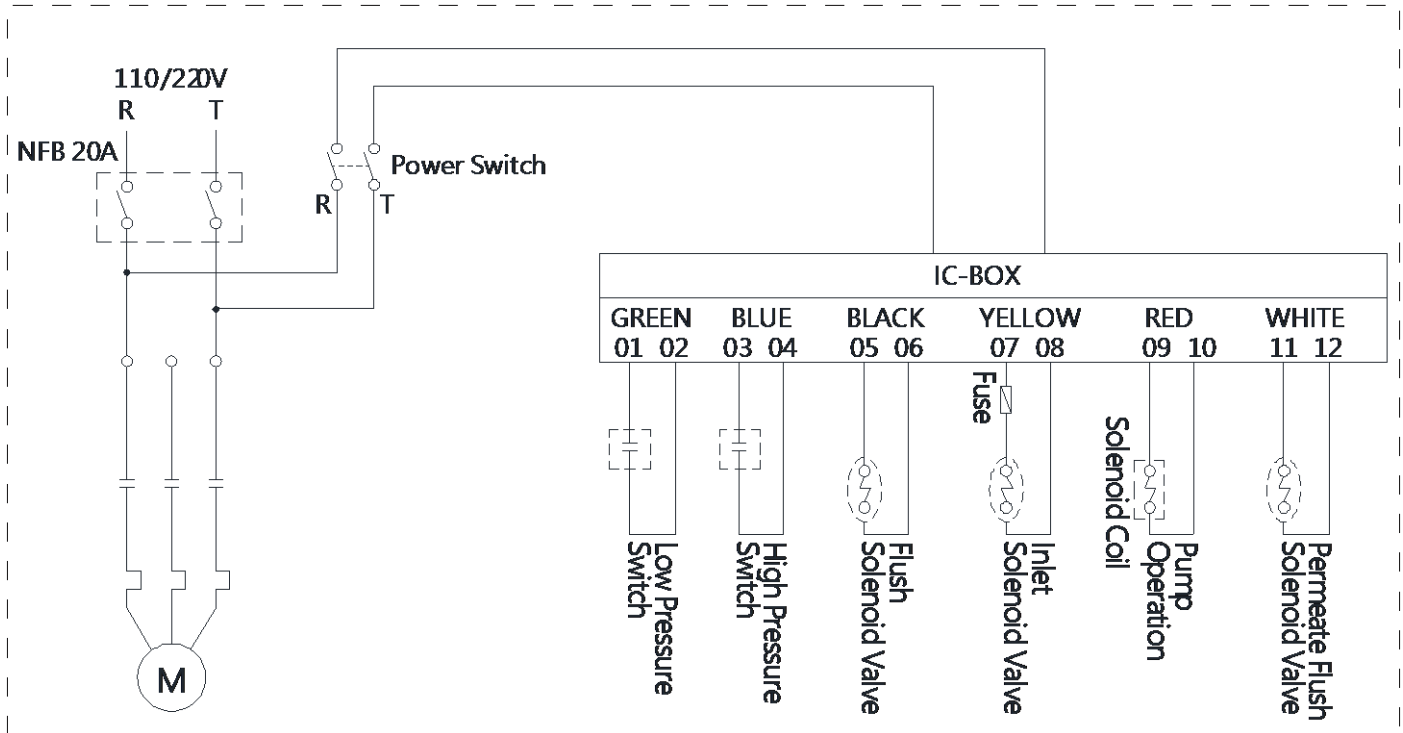 110/220V
R T
NFB 20A
Power Switch
R T
IC-BOX
GREEN BLUE BLACK YELLOW RED WHITE
01 02 03 04 05 06 07 08 09 10 11 12
Fuse
Solenoid Coil
Low Pressure
Switch
High Pressure
Switch
Flush
Solenoid Valve
Inlet
Solenoid Valve
Pump
Operation
Permeate Flush
Solenoid Valve
M